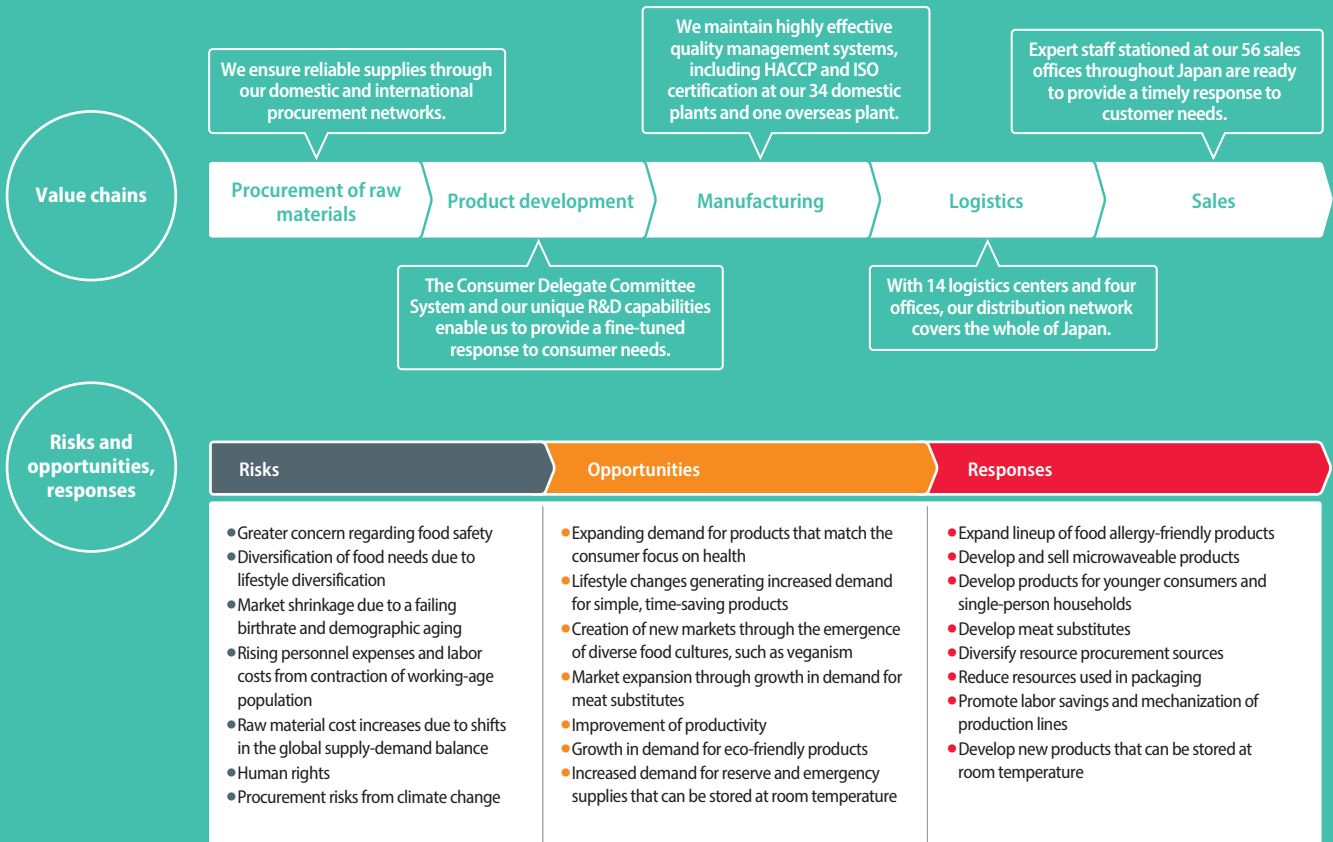 We ensure reliable supplies through
our domestic and international
procurement networks.
We maintain highly effective
quality management systems,
including HACCP and ISO
certification at our 34 domestic
plants and one overseas plant.
Expert staff stationed at our 56 sales
offices throughout Japan are ready
to provide a timely response to
customer needs.
Value chains
Procurement of raw
materials
Product development
Manufacturing
Logistics
Sales
The Consumer Delegate Committee
System and our unique R&D capabilities
enable us to provide a fine-tuned
response to consumer needs.
With 14 logistics centers and four
offices, our distribution network
covers the whole of Japan.
Risks and
opportunities,
responses
Risks
●Greater concern regarding food safety
●Diversification of food needs due to
lifestyle diversification
●Market shrinkage due to a failing
birthrate and demographic aging
●Rising personnel expenses and labor
costs from contraction of working-age
population
●Raw material cost increases due to shifts
in the global supply-demand balance
●Human rights
●Procurement risks from climate change
Opportunities
●Expanding demand for products that match the
consumer focus on health
●Lifestyle changes generating increased demand
for simple, time-saving products
●Creation of new markets through the emergence
of diverse food cultures, such as veganism
●Market expansion through growth in demand for
meat substitutes
●Improvement of productivity
●Growth in demand for eco-friendly products
●Increased demand for reserve and emergency
supplies that can be stored at room temperature
Responses
●Expand lineup of food allergy-friendly products
●Develop and sell microwaveable products
●Develop products for younger consumers and
single-person households
●Develop meat substitutes
●Diversify resource procurement sources
●Reduce resources used in packaging
●Promote labor savings and mechanization of
production lines
●Develop new products that can be stored at
room temperature